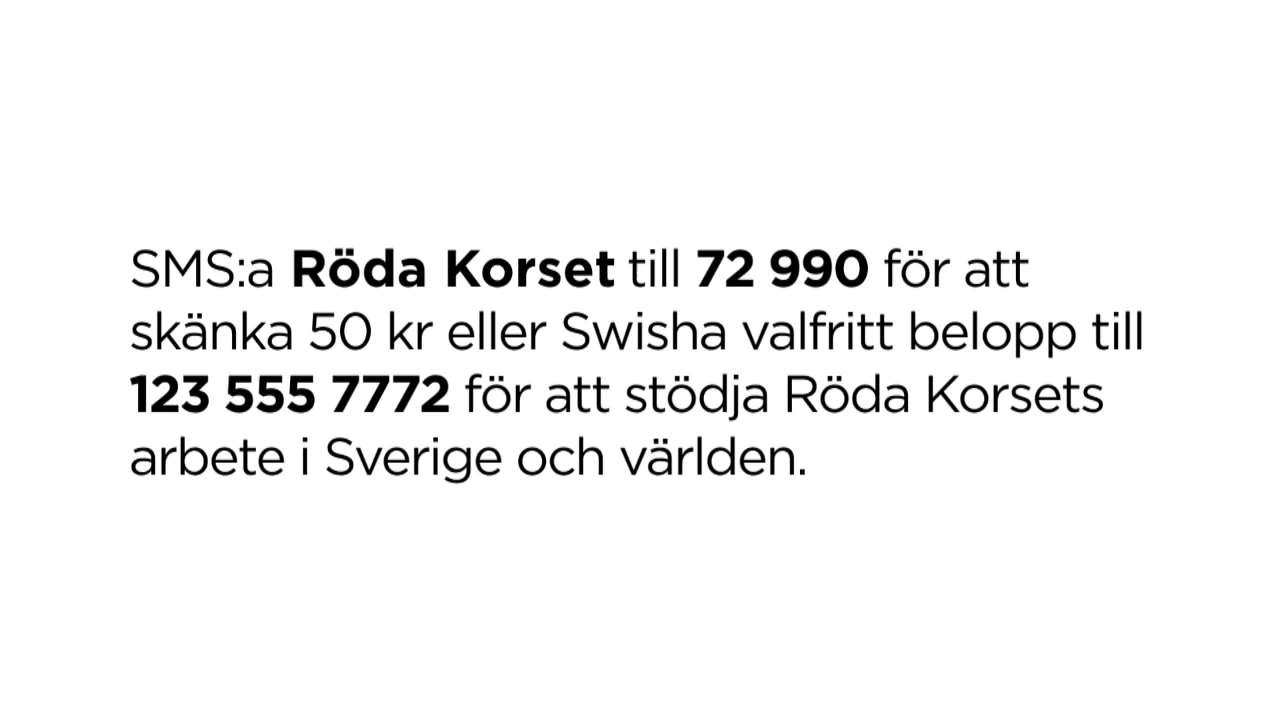 SMS:a Röda Korset till 72 990 för att
skänka 50 kr eller Swisha valfritt belopp till
123 555 7772 för att stödja Röda Korsets
arbete i Sverige och världen.